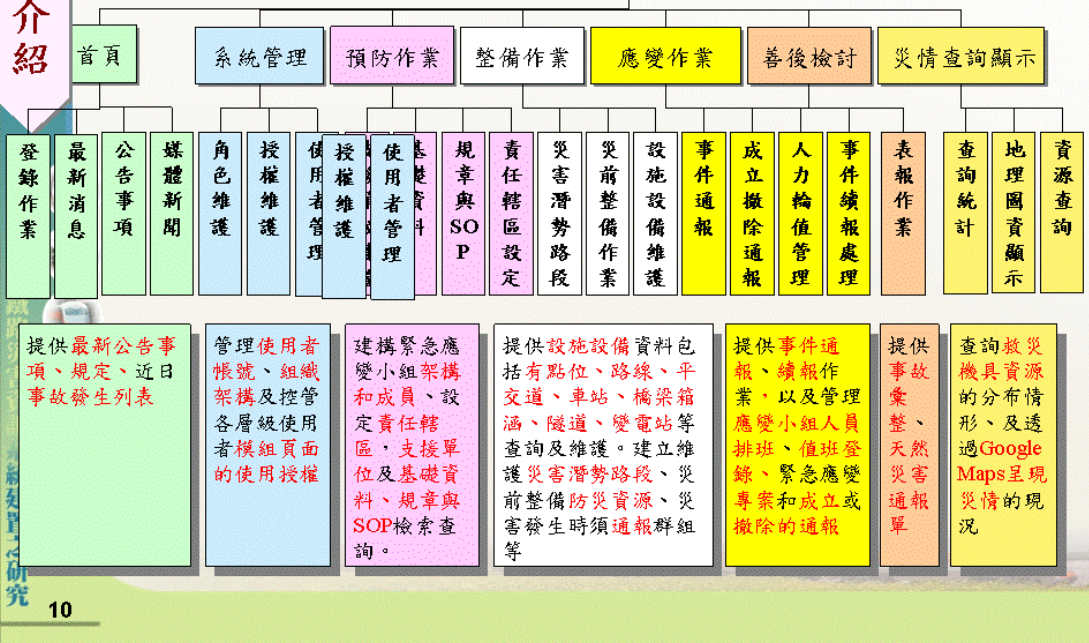 介
紹
首頁
系統管理
預防作業
整備作業
應變作業
善後檢討
災情查詢顯示
登錄作業
最新消息
公告事項
媒體新聞
角色維護
授權維護
使用者管理
授權維護
使用者管理
基礎資料
規章與SOP
責任轄區設定
災害潛勢路段
災前整備作業
設施設備維護
事件通報
成立撤除通報
人力輪值管理
事件續報處理
表報作業
查詢統計
地理圖資顯示
資源查詢
提供最新公告事
項、規定、近日
事故發生列表
管理使用者
帳號、組織
架構及控管
各層級使用
者模組頁面
的使用授權
建構緊急應
變小組架構
和成員、設
定責任轄
區，支援單
位及基礎資
料、規章與
SOP檢索查
詢。
提供設施設備資料包
括有點位、路線、平
交道、車站、橋梁箱
涵、隧道、變電站等
查詢及維護。建立維
護災害潛勢路段、災
前整備防災資源、災
害發生時須通報群組
等
提供事件通
報、續報作
業，以及管理
應變小組人員
排班、值班登
錄、緊急應變
專案和成立或
撤除的通報
提供
事故
彙
整、
天然
災害
通報
單
查詢救災
機具資源
的分布情
形、及透
過Google
Maps呈現
災情的現
況
研究
10